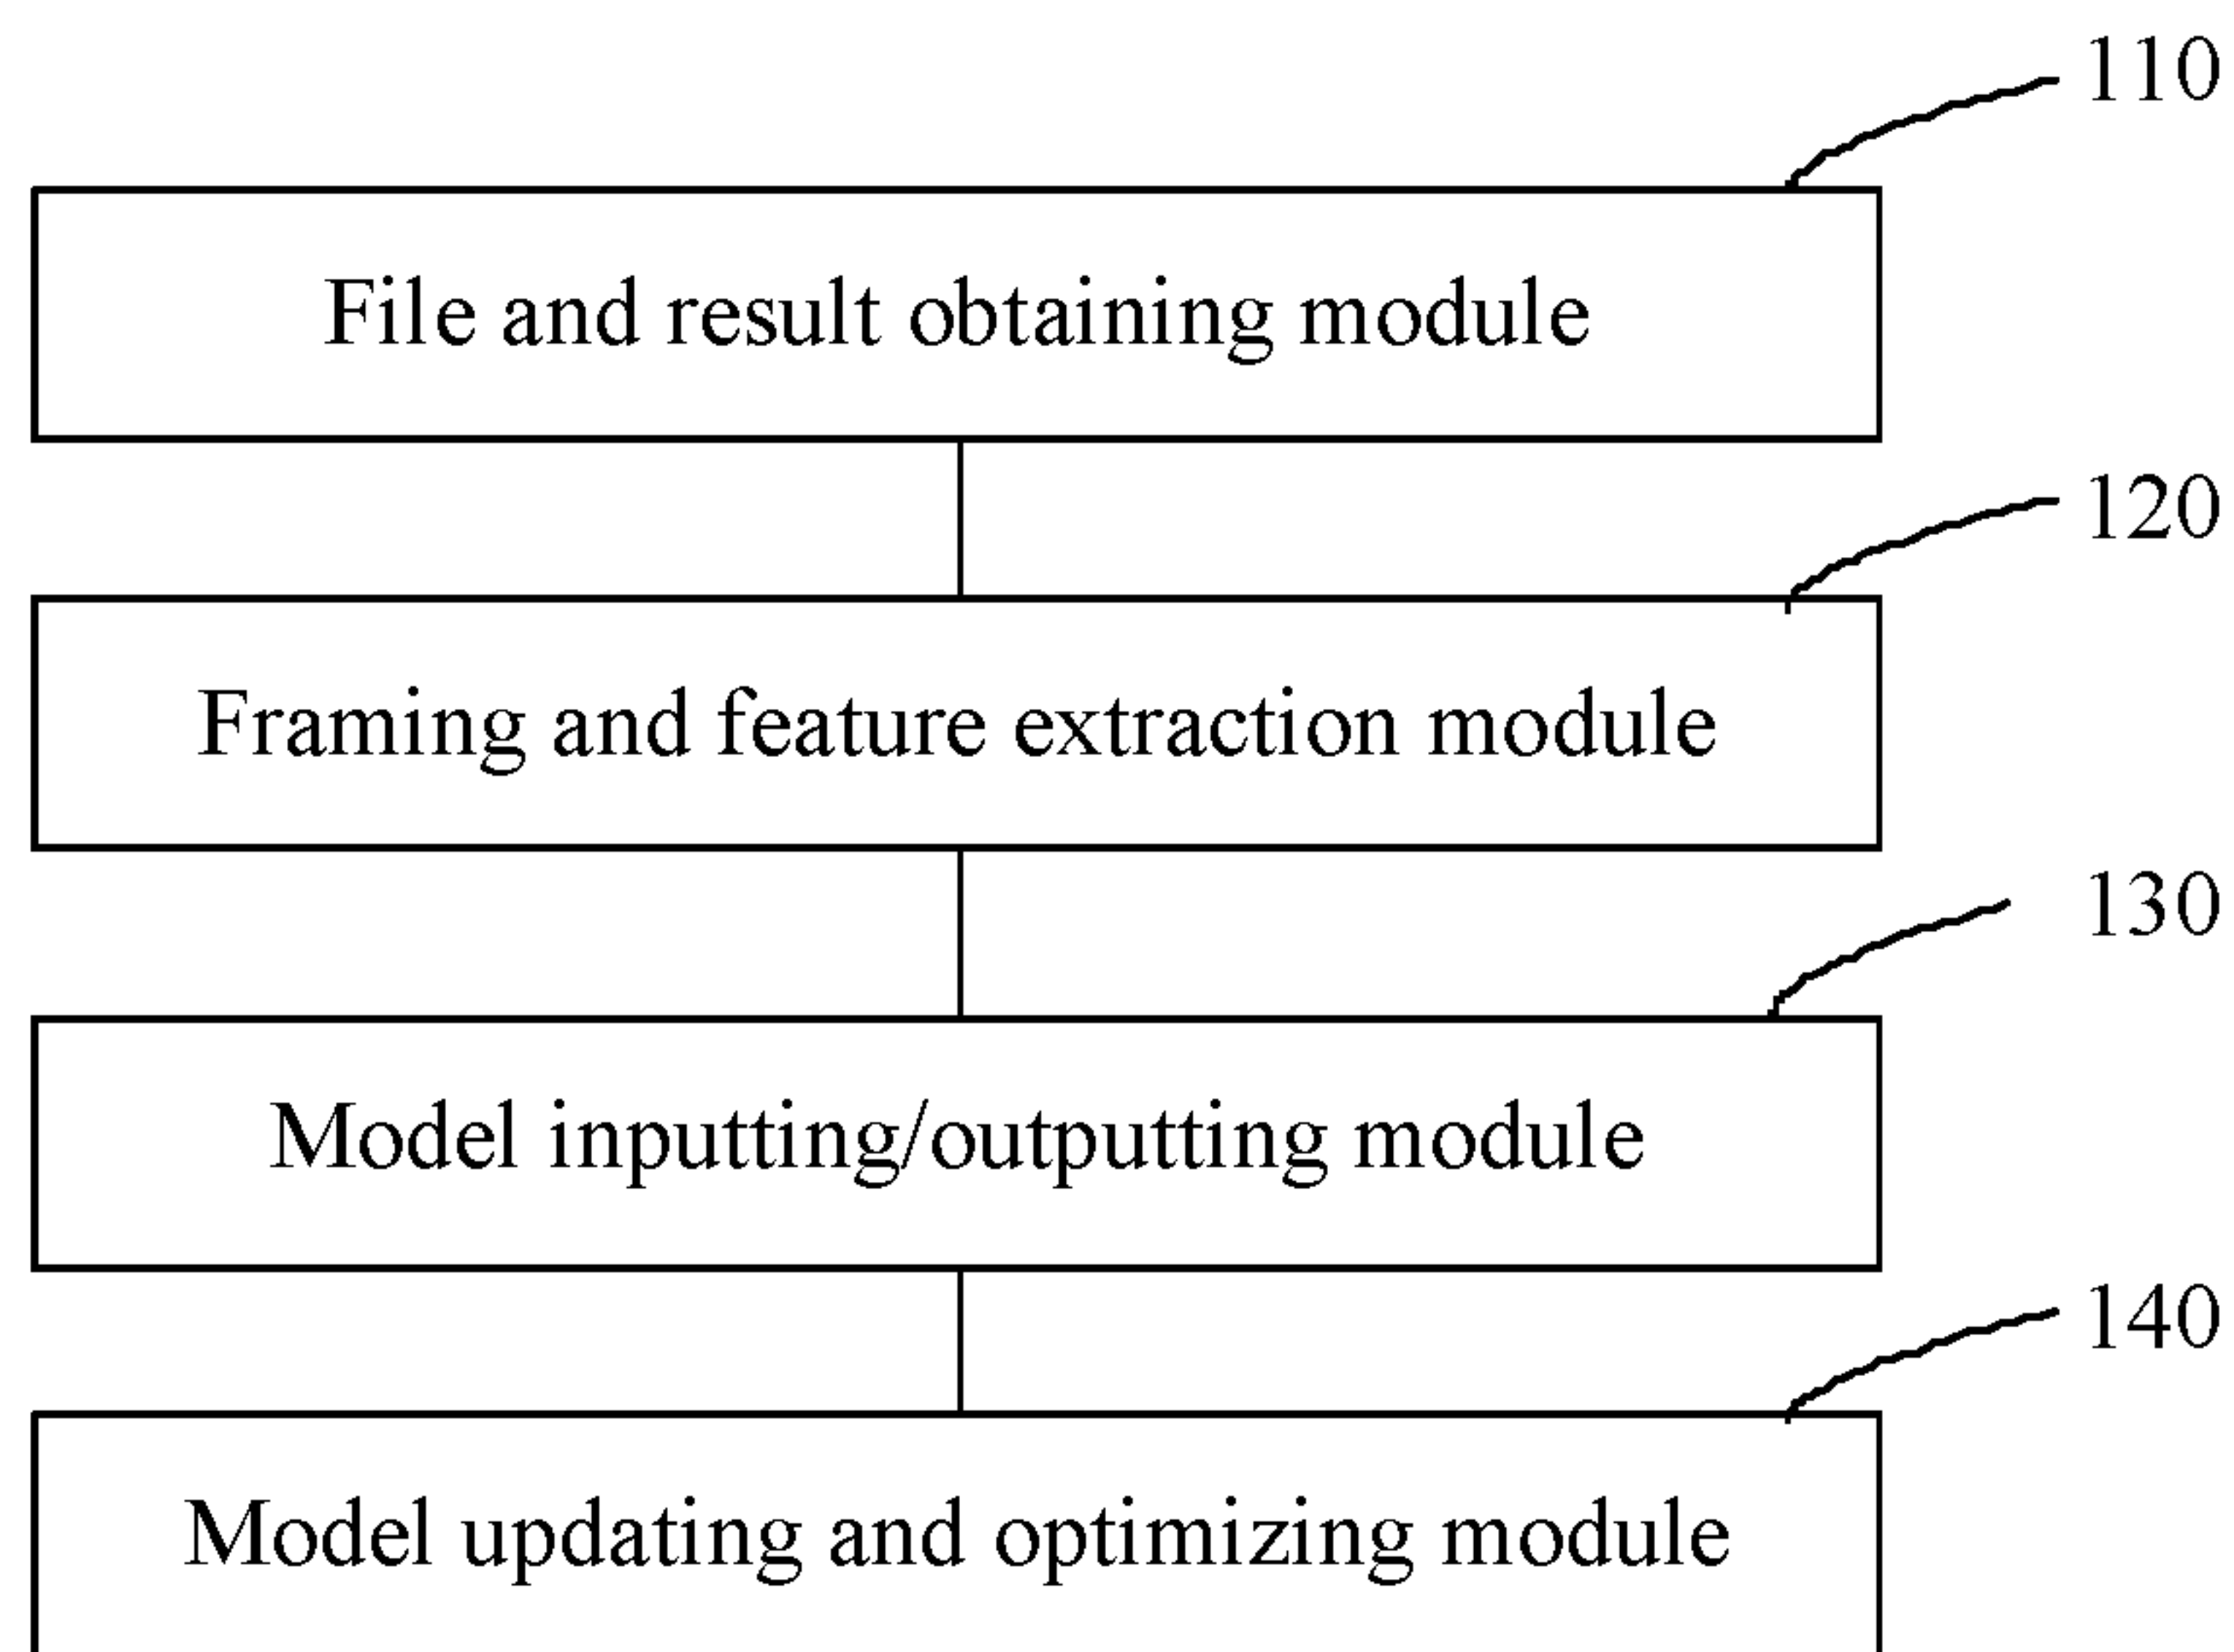 110
File and result obtaining module
120
Framing and feature extraction module
130
Model inputting/outputting module
140
Model updating and optimizing module